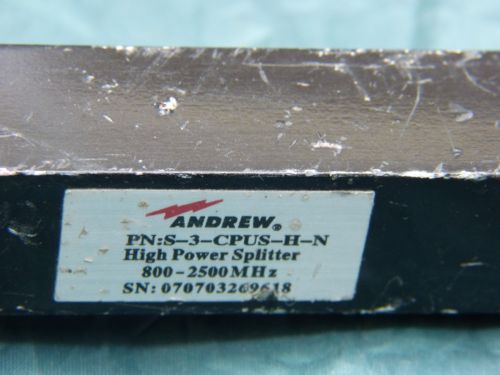 ANDREW®
PN:S-3-CPUS-H-N
High Power Splitter
800-2500MHz
SN: 070703269618